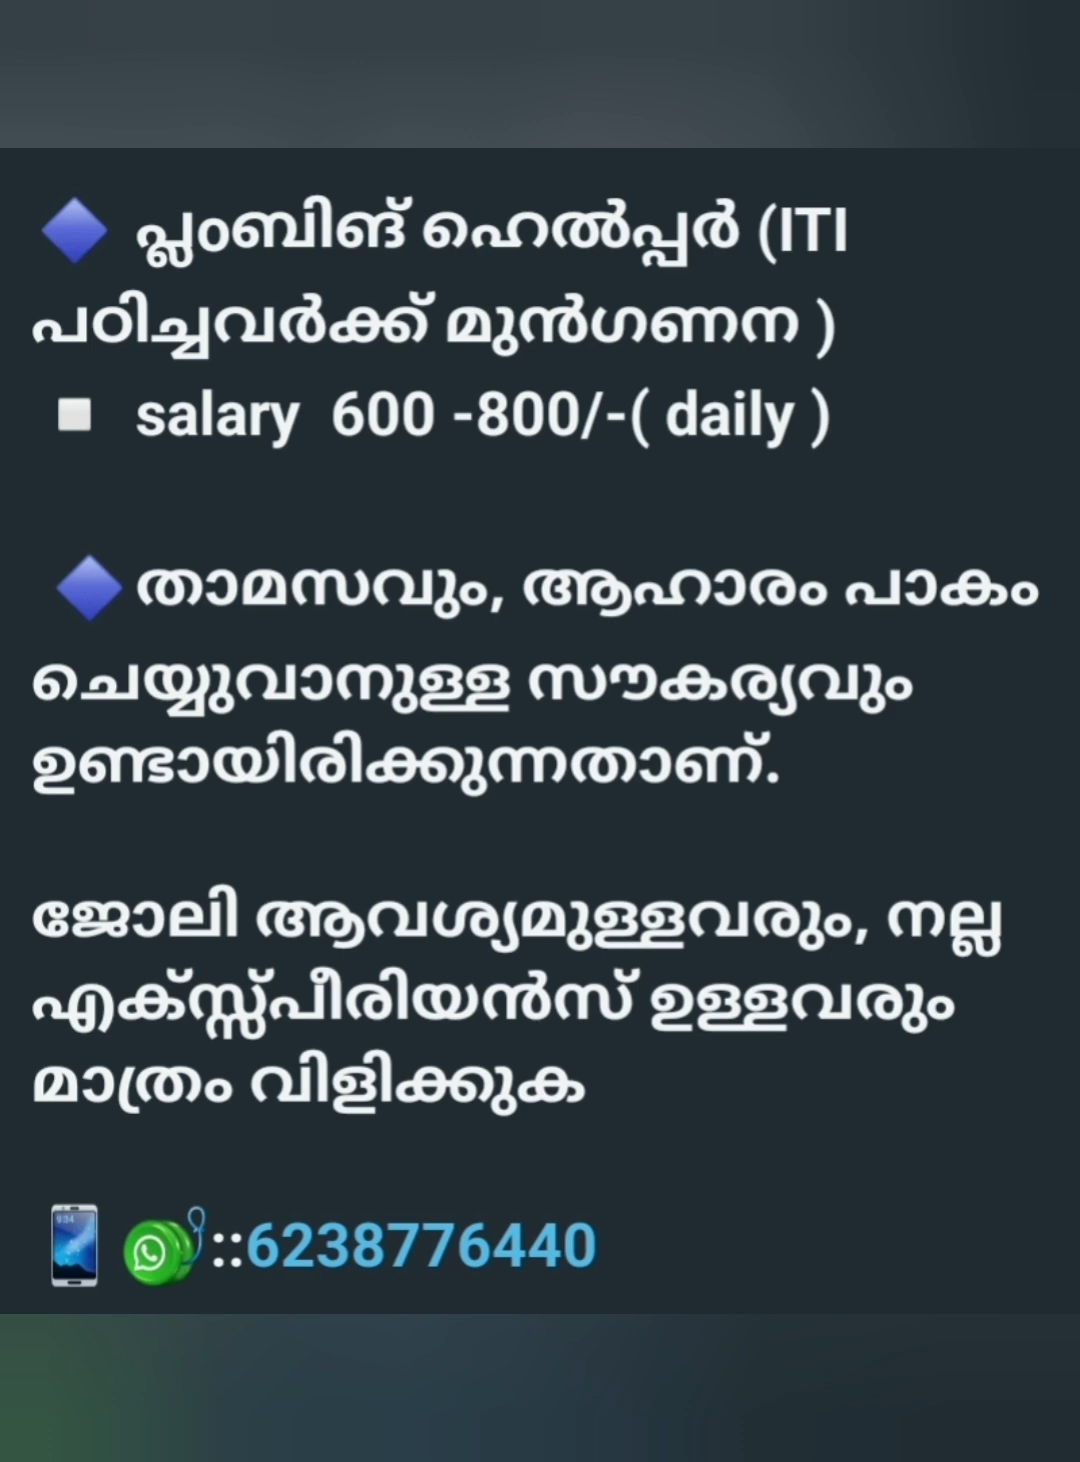 🔷 പ്ലംബിങ് ഹെൽപ്പർ (ITI
പഠിച്ചവർക്ക് മുൻഗണന )
▫️ salary 600 -800/-( daily )
🔷താമസവും, ആഹാരം പാകം
ചെയ്യുവാനുള്ള സൗകര്യവും
ഉണ്ടായിരിക്കുന്നതാണ്.
ജോലി ആവശ്യമുള്ളവരും, നല്ല
എക്സ്സ്പീരിയൻസ് ഉള്ളവരും
മാത്രം വിളിക്കുക
::6238776440